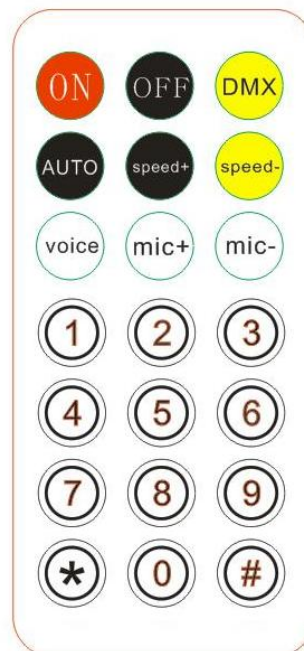 ON OFF DMX
AUTO speed+ speed-
voice mic+ mic-
1 2 3
4 5 6
7 8 9
* 0 #